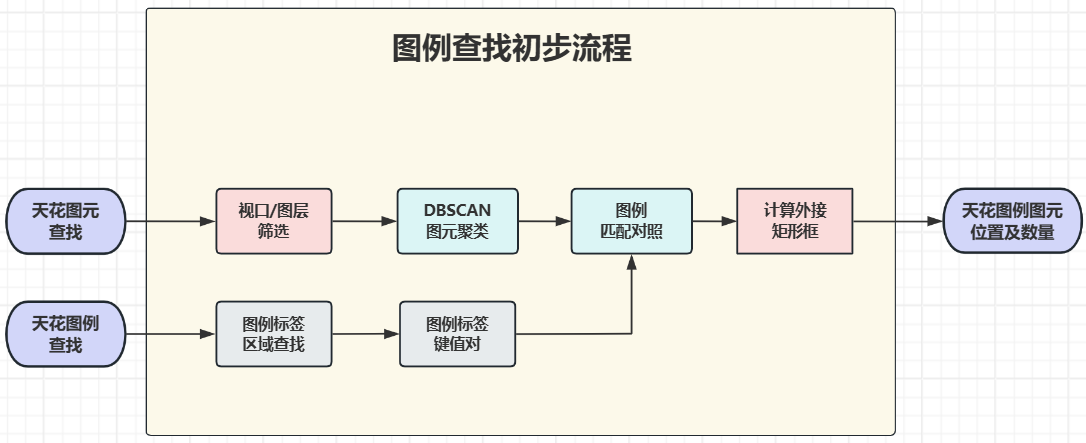 图例查找初步流程
天花图元
查找
视口/图层
筛选
DBSCAN
图元聚类
图例
匹配对照
计算外接
矩形框
天花图例图元
位置及数量
天花图例
查找
图例标签
区域查找
图例标签
键值对